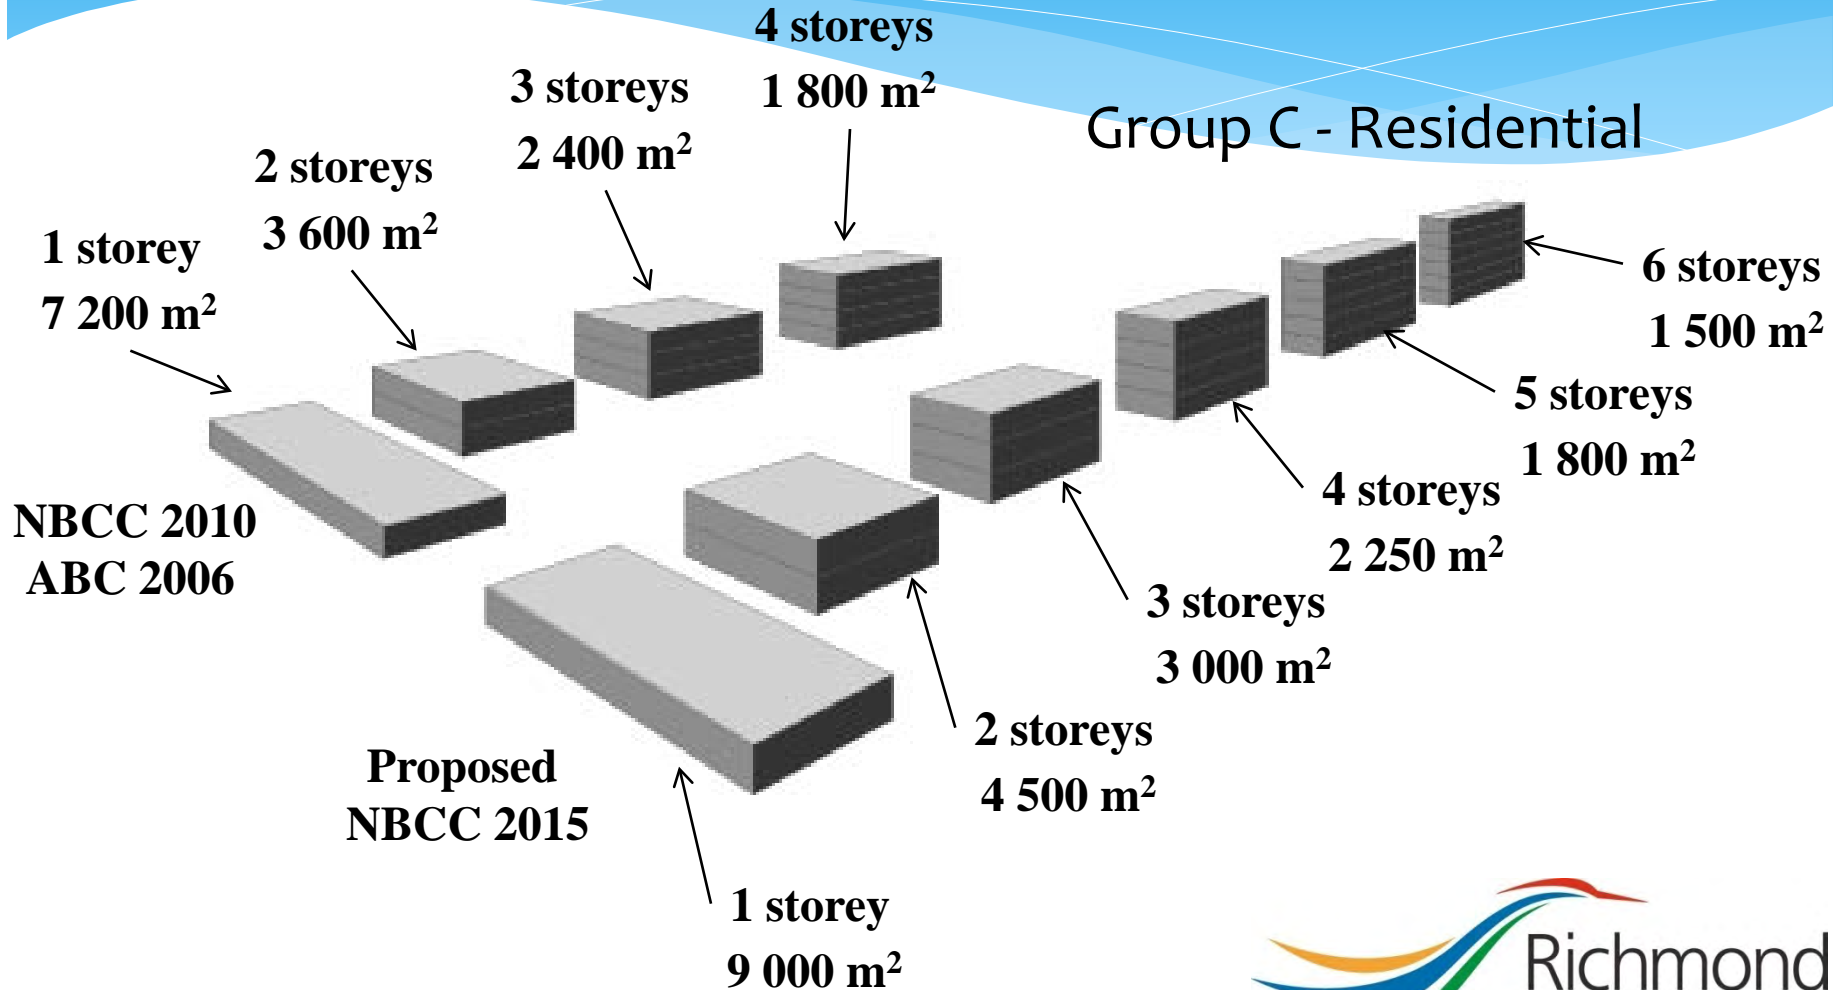 4 storeys
1 800 m²
3 storeys
2 400 m²
Group C - Residential
2 storeys
3 600 m²
1 storey
7 200 m²
6 storeys
1 500 m²
5 storeys
1 800 m²
4 storeys
2 250 m²
NBCC 2010
ABC 2006
3 storeys
3 000 m²
2 storeys
4 500 m²
Proposed
NBCC 2015
1 storey
9 000 m²
Richmond